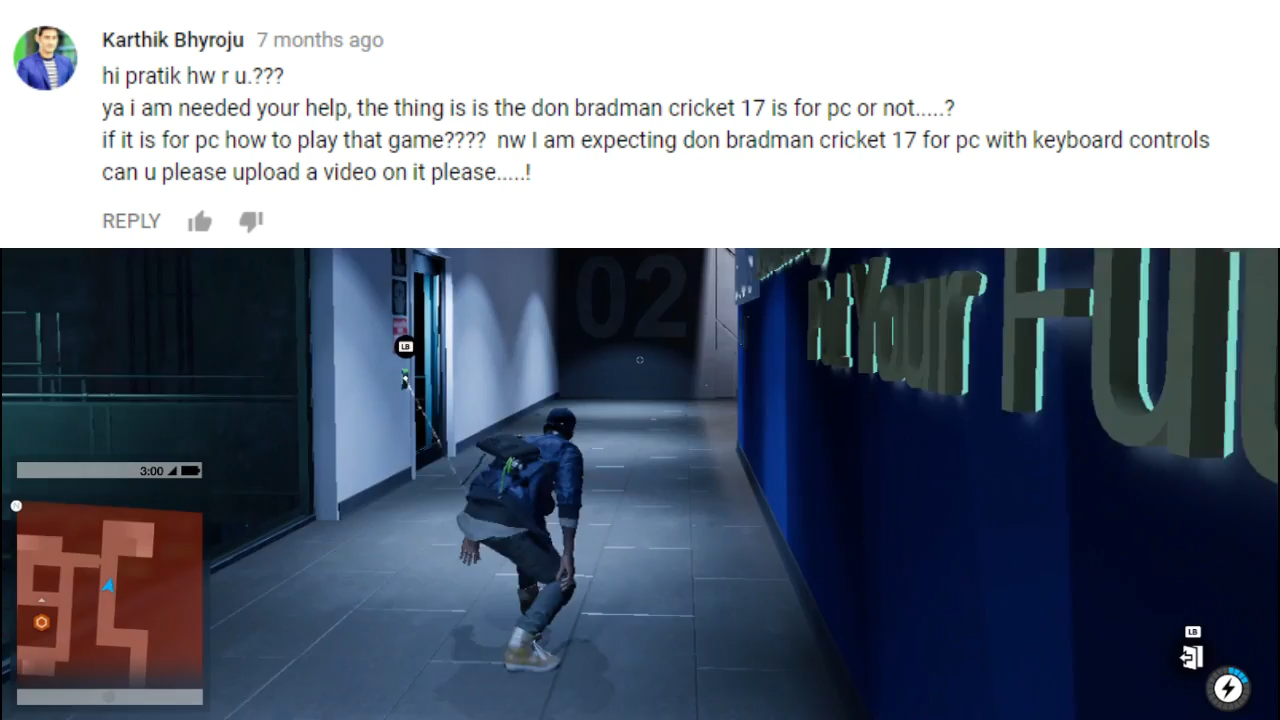 Karthik Bhyroju 7 months ago
hi pratik hw r u.???
ya i am needed your help, the thing is is the don bradman cricket 17 is for pc or not.....?
if it is for pc how to play that game???? nw I am expecting don bradman cricket 17 for pc with keyboard controls
can u please upload a video on it please.....!
REPLY
02
Your Fu
LB
3:00
N
LB